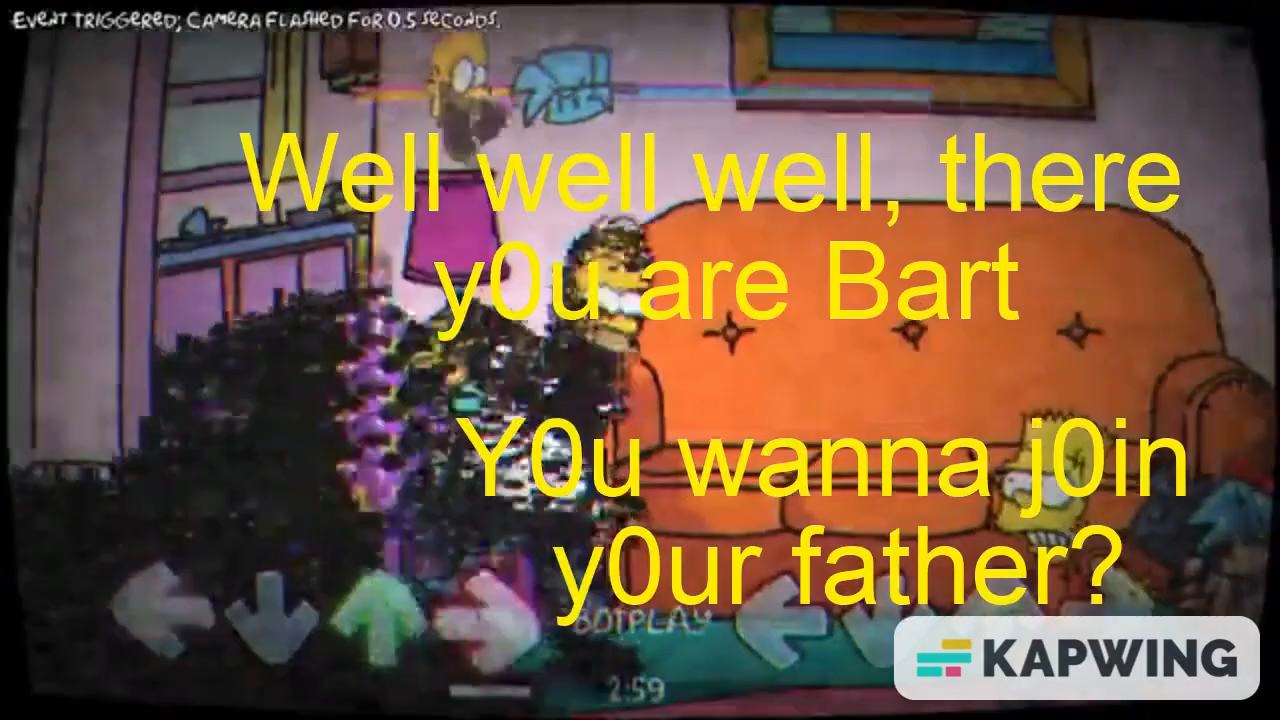 EVENT TRIGGERED; CAMERA FLASHED FOR 0.5 SECONDS.
Well well well, there
y0u are Bart
Y0u wanna j0in
y0ur father?
BOTPLAY
KAPWING
2:59